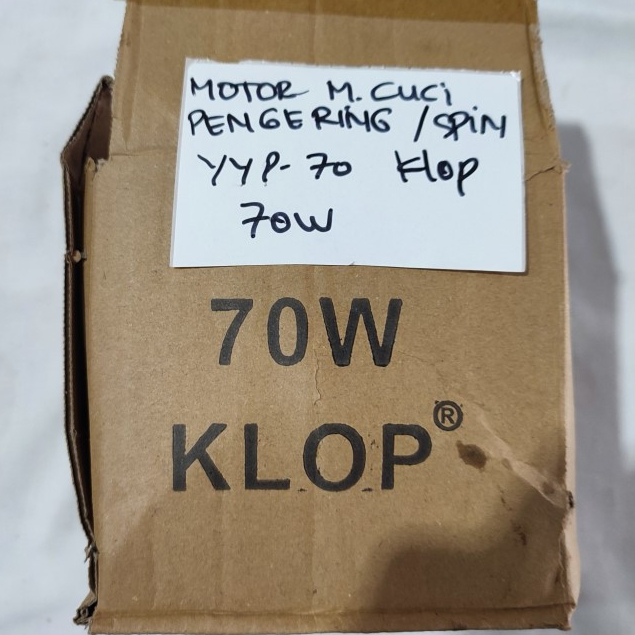 MOTOR M. CUCi
PENGERING / SPIN
YYP-70 Klop
70W
70W
KLOP®